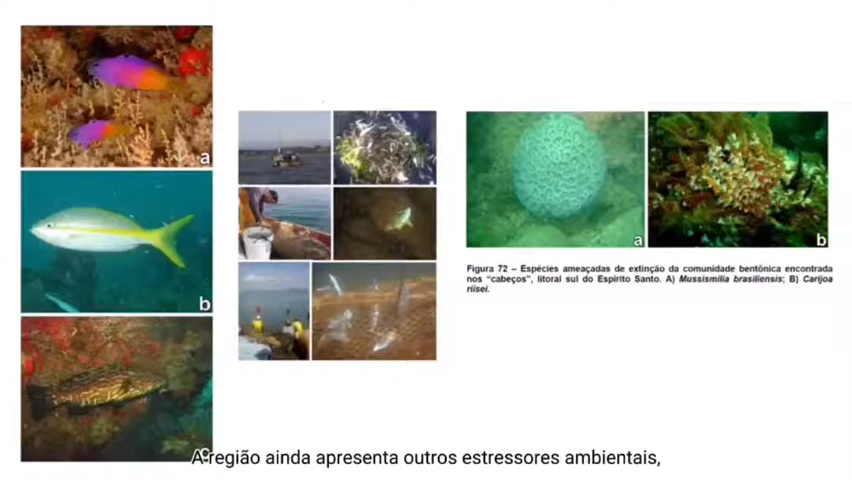 a
b
a
b
Figura 72 – Espécies ameaçadas de extinção da comunidade bentônica encontrada
nos "cabeços", litoral sul do Espírito Santo. A) Mussismilia brasiliensis; B) Carijoa
riisei.
A região ainda apresenta outros estressores ambientais,